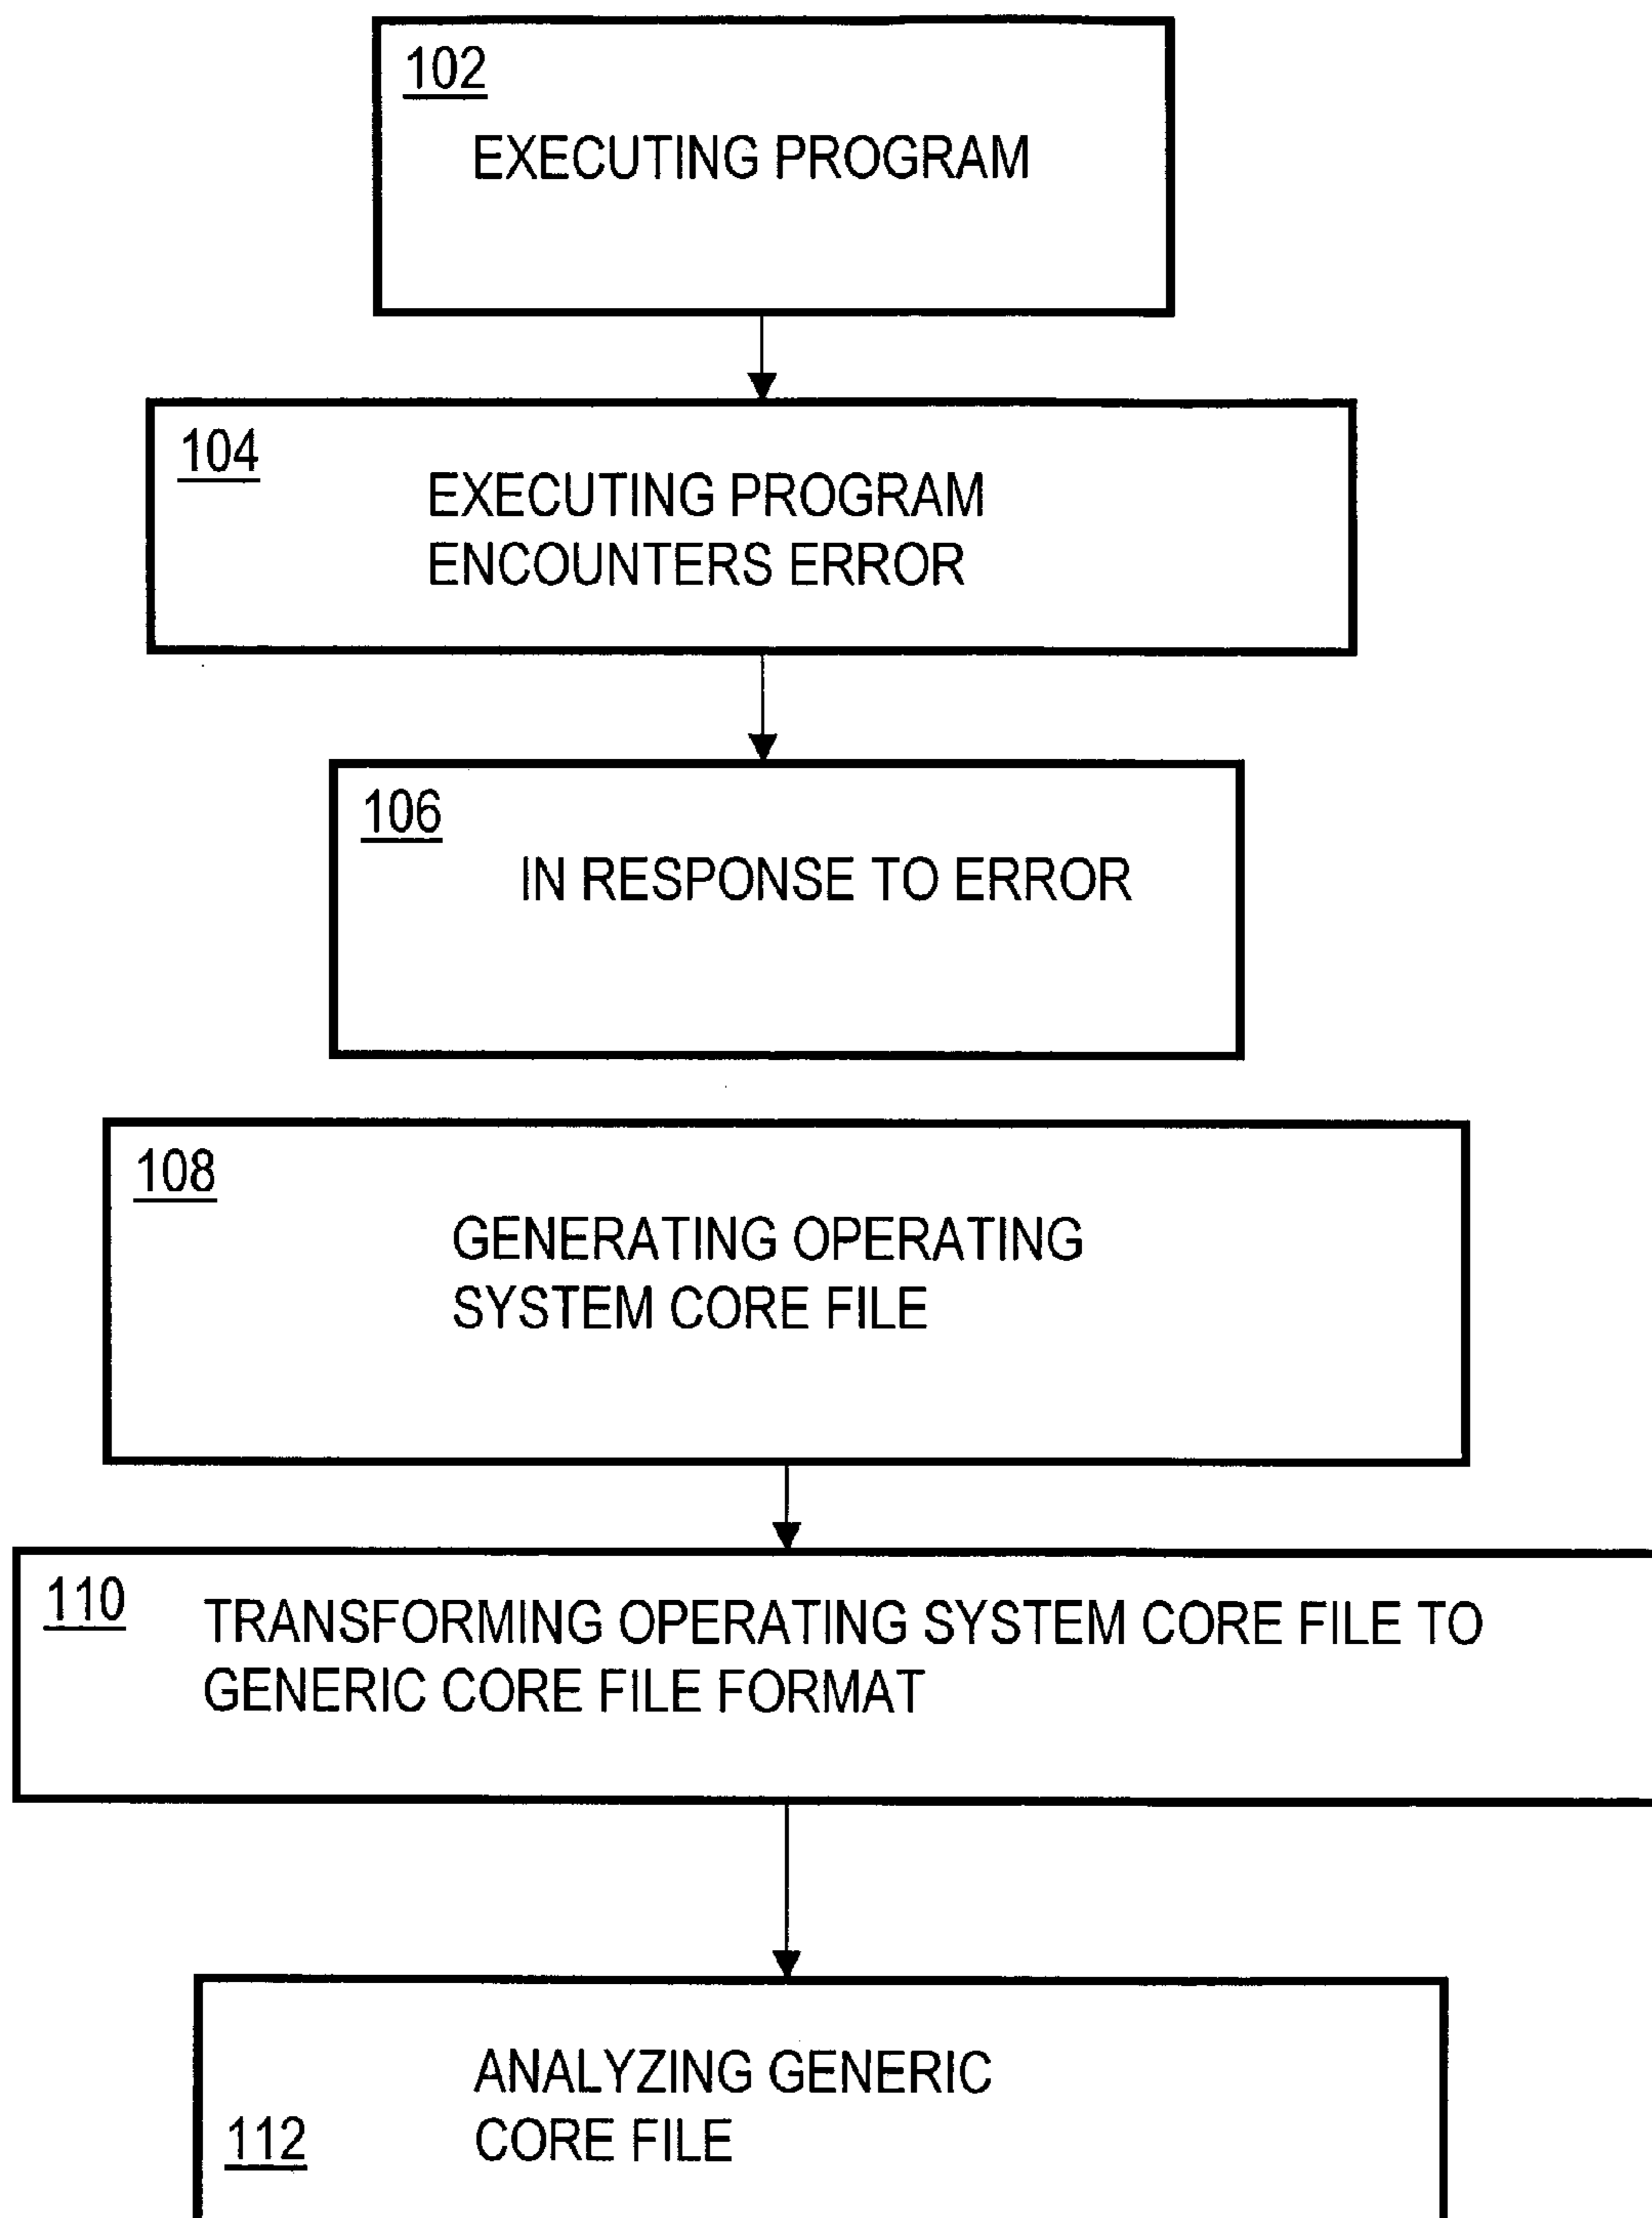 102
EXECUTING PROGRAM
104
EXECUTING PROGRAM
ENCOUNTERS ERROR
106
IN RESPONSE TO ERROR
108
GENERATING OPERATING
SYSTEM CORE FILE
110
TRANSFORMING OPERATING SYSTEM CORE FILE TO
GENERIC CORE FILE FORMAT
ANALYZING GENERIC
CORE FILE
112